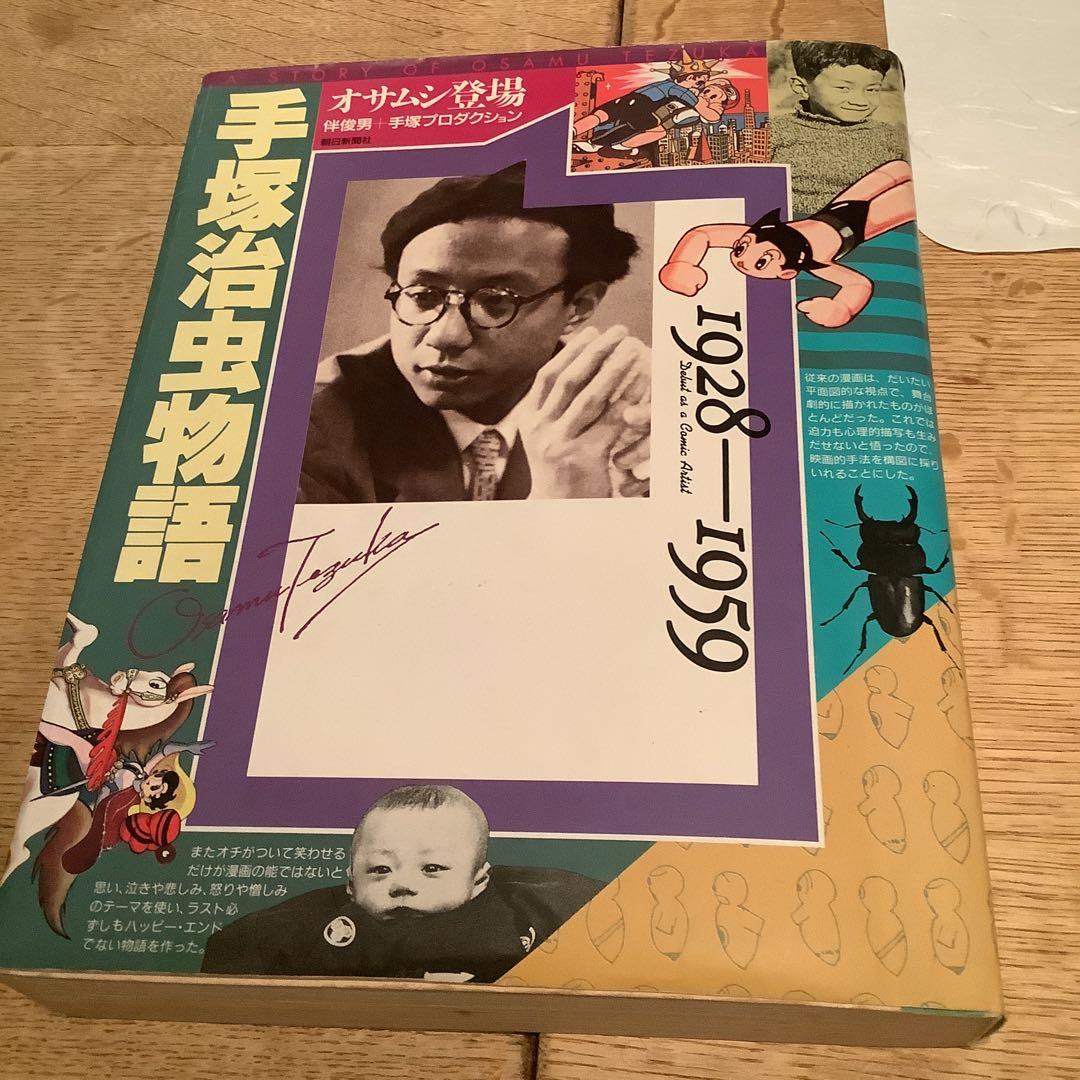 A STORY OF OSAMU TEZUKA
オサムシ登場
伴俊男+手塚プロダクション
朝日新聞社
手塚治虫物語
1928—1959
Debut as a Comic Artist
従来の漫画は、だいたい
平面図的な視点で、舞台
劇的に描かれたものがほ
とんどだった。これでは
迫力も心理的描写も生み
だせないと悟ったので、
映画的手法を構図に採り
いれることにした。
Osamu Tezuka
またオチがついて笑わせる
だけが漫画の能ではないと
思い、泣きや悲しみ、怒りや憎しみ
のテーマを使い、ラスト必
ずしもハッピー・エンド
でない物語を作った。